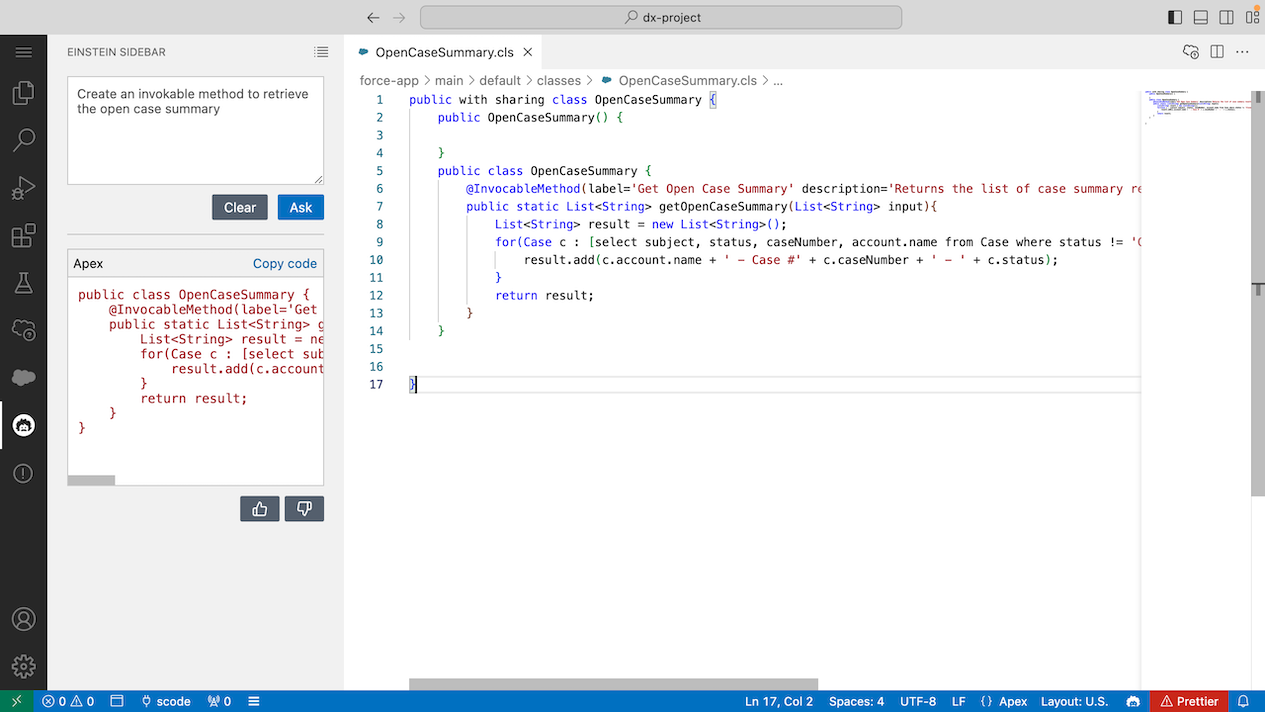 dx-project
EINSTEIN SIDEBAR
Create an invokable method to retrieve
the open case summary
Clear
Ask
Apex
Copy code
public class OpenCaseSummary {
@InvocableMethod(label='Get
public static List<String> g
List<String> result = ne
for(Case c : [select sub
result.add(c.account
}
return result;
}
}
OpenCaseSummary.cls
force-app > main > default > classes > OpenCaseSummary.cls > ...
1 public with sharing class OpenCaseSummary {
2 public OpenCaseSummary() {
3
4 }
5 public class OpenCaseSummary {
6 @InvocableMethod(label='Get Open Case Summary' description='Returns the list of case summary re
7 public static List<String> getOpenCaseSummary(List<String> input){
8 List<String> result = new List<String>();
9 for(Case c : [select subject, status, caseNumber, account.name from Case where status != 'C
10 result.add(c.account.name + ' - Case #' + c.caseNumber + ' - ' + c.status);
11 }
12 return result;
13 }
14 }
15
16
17 }
0 0 scode 0 Ln 17, Col 2 Spaces: 4 UTF-8 LF {} Apex Layout: U.S. Prettier